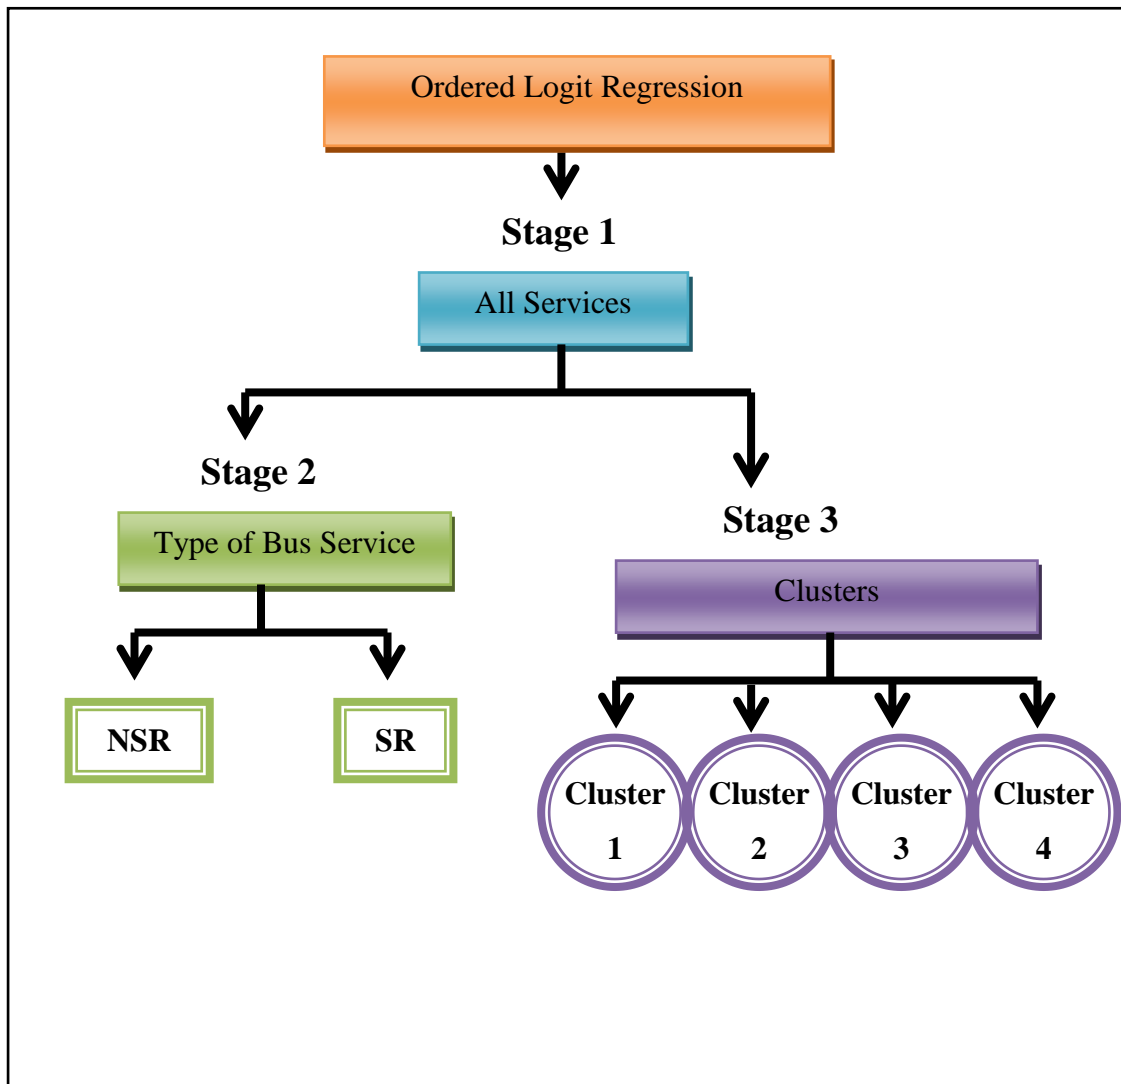 Ordered Logit Regression
Stage 1
All Services
Stage 2
Type of Bus Service
NSR
SR
Stage 3
Clusters
Cluster
1
Cluster
2
Cluster
3
Cluster
4